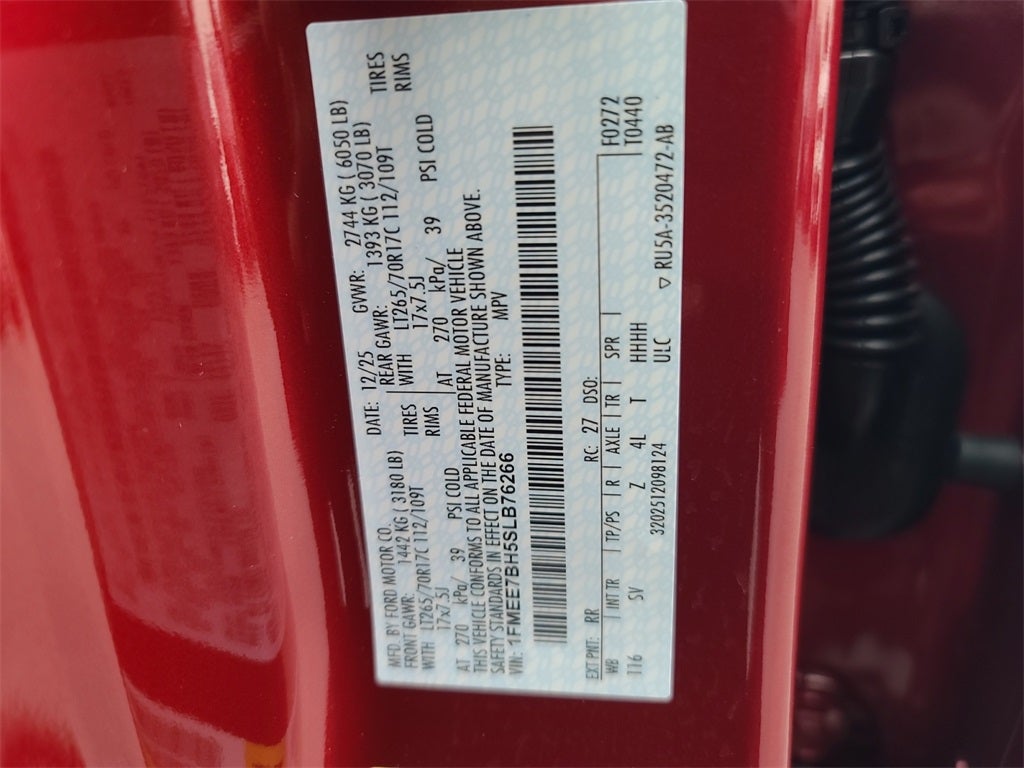 MFD. BY FORD MOTOR CO.
DATE: 12/25 GVWR: 2744 KG ( 6050 LB)
FRONT GAWR: 1442 KG ( 3180 LB) REAR GAWR: 1393 KG ( 3070 LB)
WITH LT265/70R17C 112/109T TIRES WITH LT265/70R17C 112/109T TIRES
17x7.5J RIMS 17x7.5J RIMS
AT 270 kPa/ 39 PSI COLD AT 270 kPa/ 39 PSI COLD
THIS VEHICLE CONFORMS TO ALL APPLICABLE FEDERAL MOTOR VEHICLE
SAFETY STANDARDS IN EFFECT ON THE DATE OF MANUFACTURE SHOWN ABOVE.
VIN: 1FMEE7BH5SLB76266 TYPE: MPV
EXT PNT: RR RC: 27 DSO: F0272
WB INT TR TP/PS R AXLE TR SPR T0440
116 SV Z 4L T HHHH
3202512098124 ULC
▽ RU5A-3520472-AB